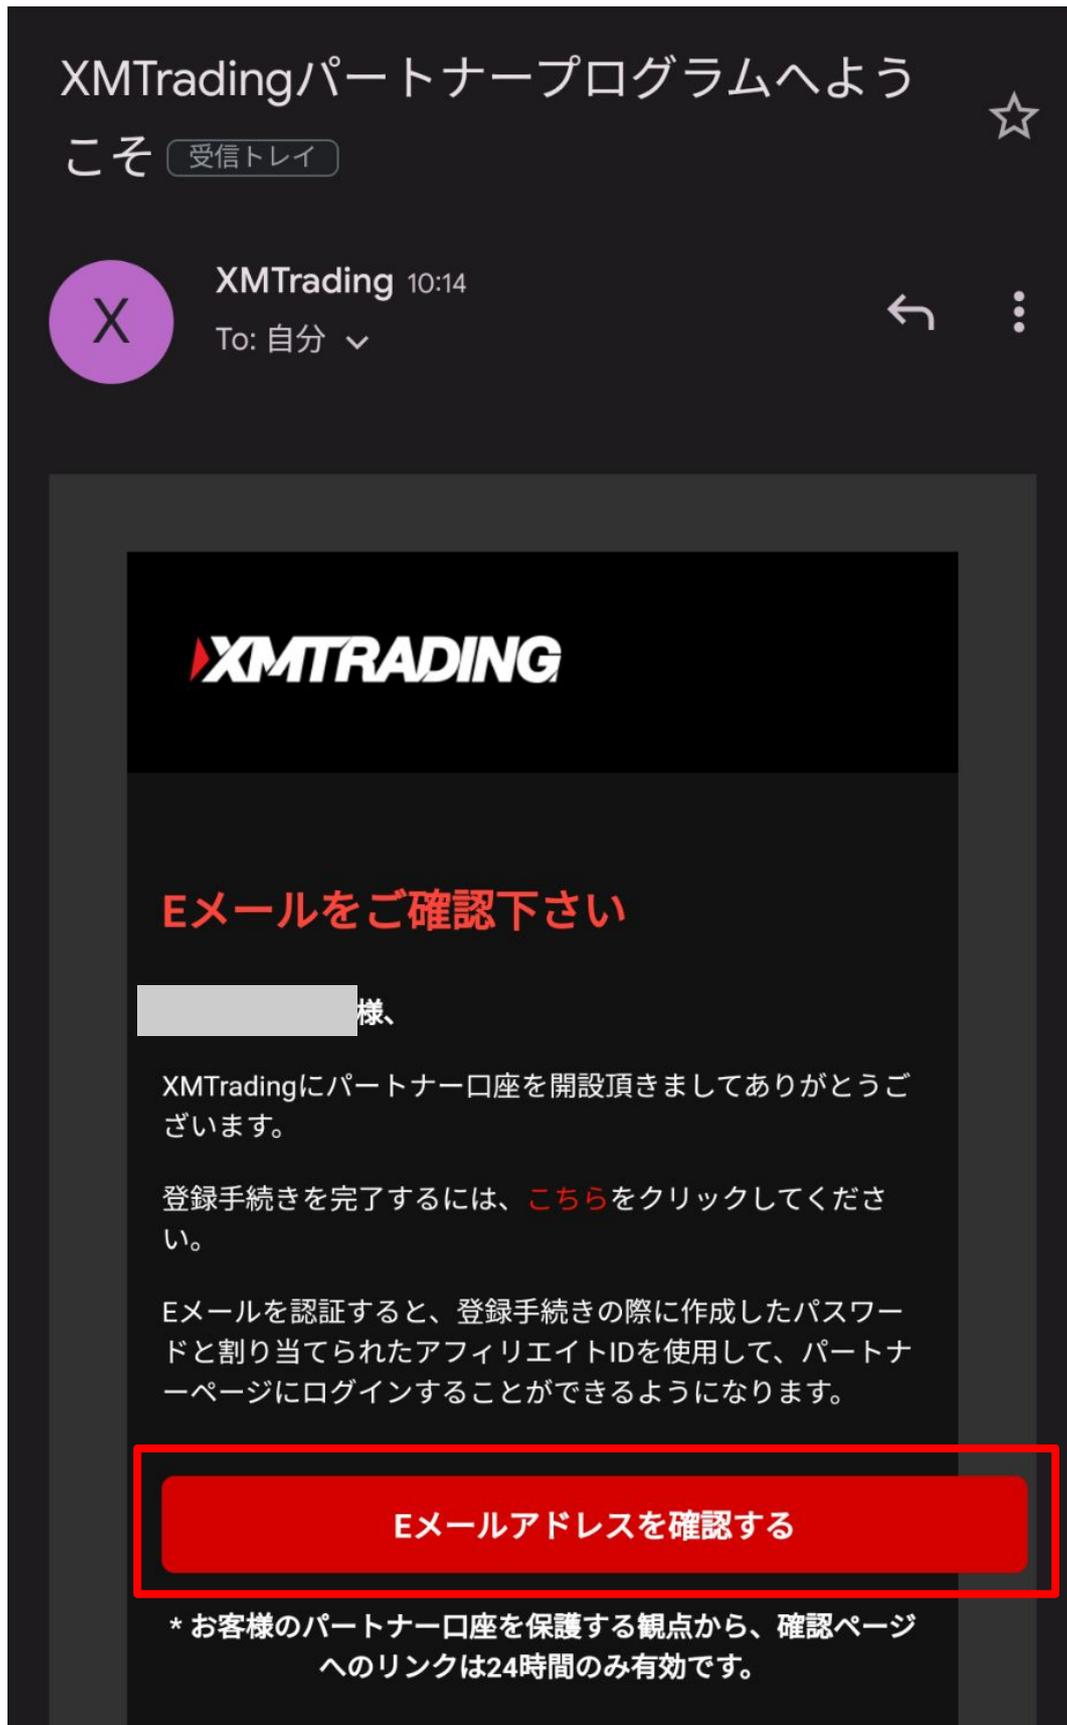 XMTradingパートナープログラムへよう
こそ 受信トレイ
XMTrading 10:14
X
To: 自分
XMTRADING
Eメールをご確認下さい
様、
XMTradingにパートナー口座を開設頂きましてありがとうご
ざいます。
登録手続きを完了するには、こちらをクリックしてくださ
い。
Eメールを認証すると、登録手続きの際に作成したパスワー
ドと割り当てられたアフィリエイトIDを使用して、パートナ
ーページにログインすることができるようになります。
Eメールアドレスを確認する
* お客様のパートナー口座を保護する観点から、確認ページ
へのリンクは24時間のみ有効です。